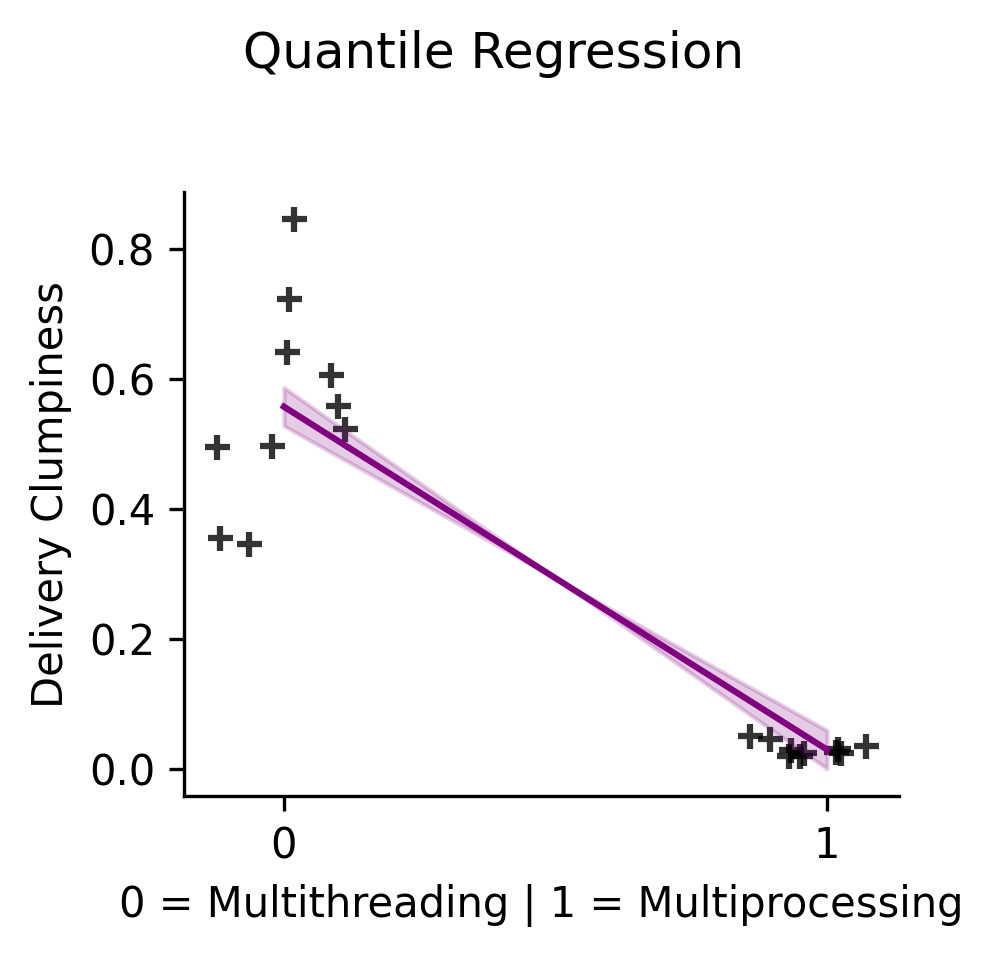 Quantile Regression
Delivery Clumpiness
0.8
0.6
0.4
0.2
0.0
0 1
0 = Multithreading | 1 = Multiprocessing